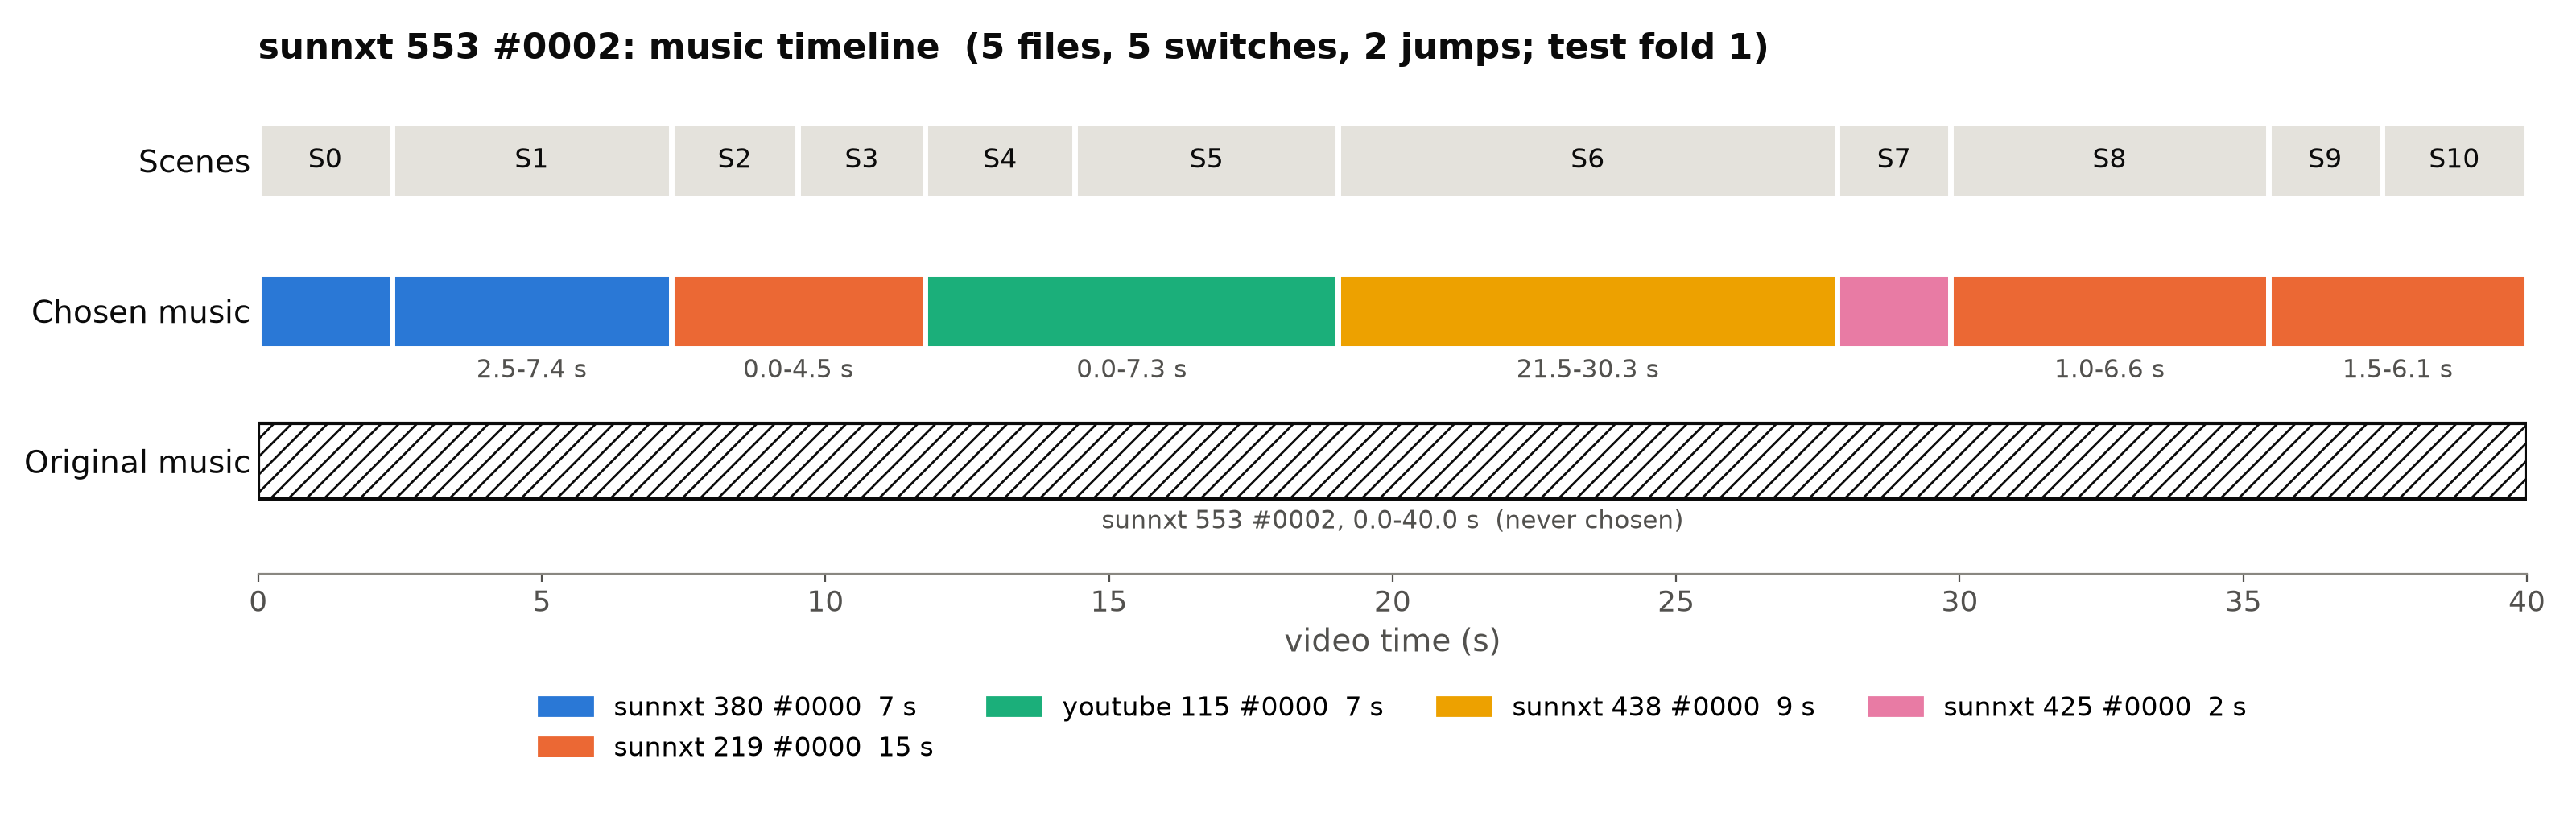 sunnxt 553 #0002: music timeline  (5 files, 5 switches, 2 jumps; test fold 1)
Scenes S0 S1 S2 S3 S4 S5 S6 S7 S8 S9 S10
Chosen music
2.5-7.4 s 0.0-4.5 s 0.0-7.3 s 21.5-30.3 s 1.0-6.6 s 1.5-6.1 s
Original music
sunnxt 553 #0002, 0.0-40.0 s  (never chosen)
0 5 10 15 20 25 30 35 40
video time (s)
sunnxt 380 #0000  7 s youtube 115 #0000  7 s sunnxt 438 #0000  9 s sunnxt 425 #0000  2 s
sunnxt 219 #0000  15 s